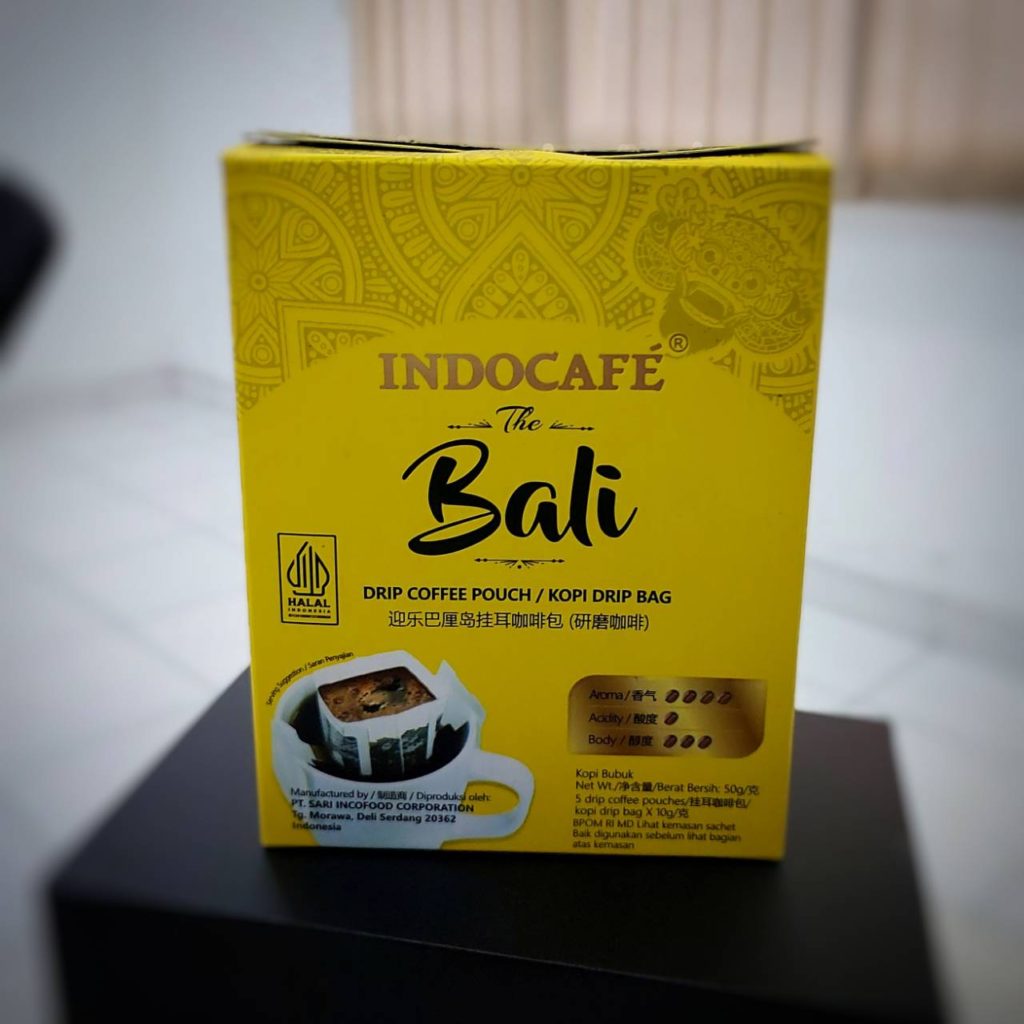 INDOCAFÉ®
The
Bali
DRIP COFFEE POUCH / KOPI DRIP BAG
迎乐巴厘岛挂耳咖啡包 (研磨咖啡)
HALAL
INDONESIA
Serving Suggestion / Saran Penyajian
Aroma / 香气
Acidity / 酸度
Body / 醇度
Manufactured by / 制造商 / Diproduksi oleh:
PT. SARI INCOFOOD CORPORATION
Tg. Morawa, Deli Serdang 20362
Indonesia
Kopi Bubuk
Net Wt./净含量/Berat Bersih: 50g/克
5 drip coffee pouches/挂耳咖啡包/
kopi drip bag X 10g/克
BPOM RI MD Lihat kemasan sachet
Baik digunakan sebelum lihat bagian
atas kemasan